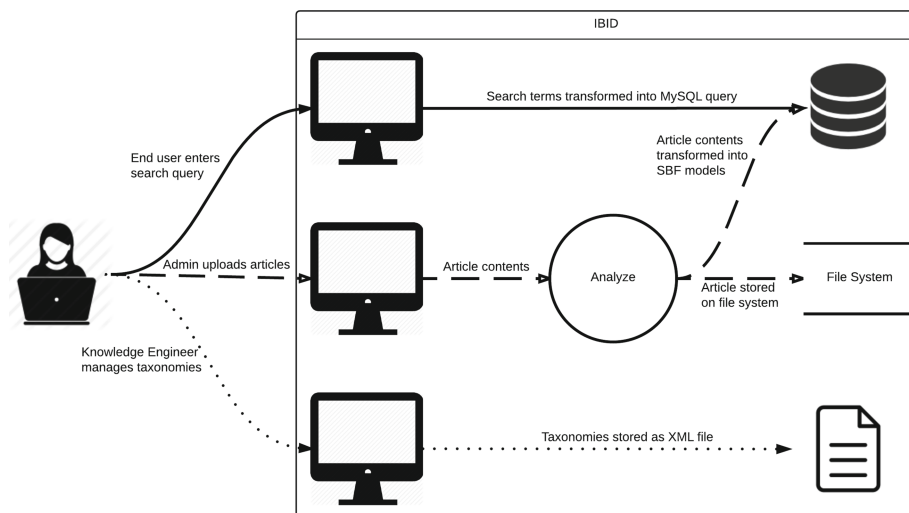 IBID
Search terms transformed into MySQL query
End user enters
search query
Article contents
transformed into
SBF models
Admin uploads articles
Article contents
Analyze
Article stored
on file system
File System
Knowledge Engineer
manages taxonomies
Taxonomies stored as XML file